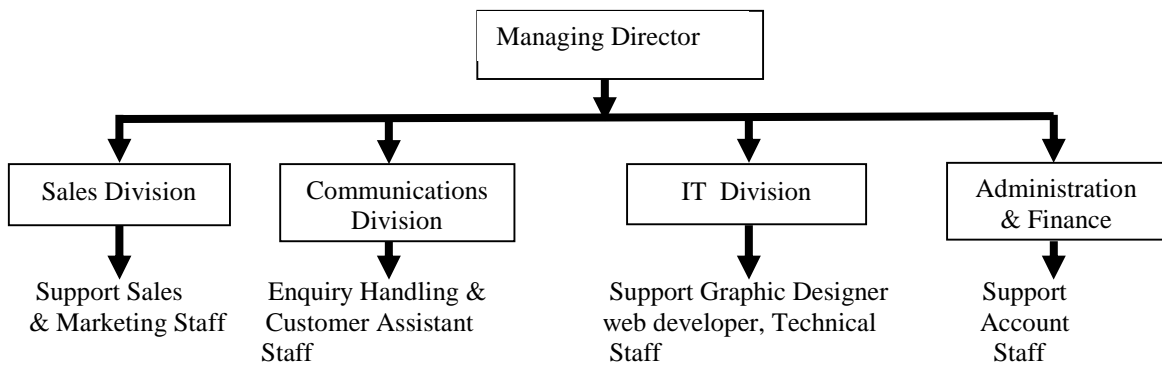 Managing Director
Sales Division
Communications
Division
IT Division
Administration
& Finance
Support Sales
& Marketing Staff
Enquiry Handling &
Customer Assistant
Staff
Support Graphic Designer
web developer, Technical
Staff
Support
Account
Staff